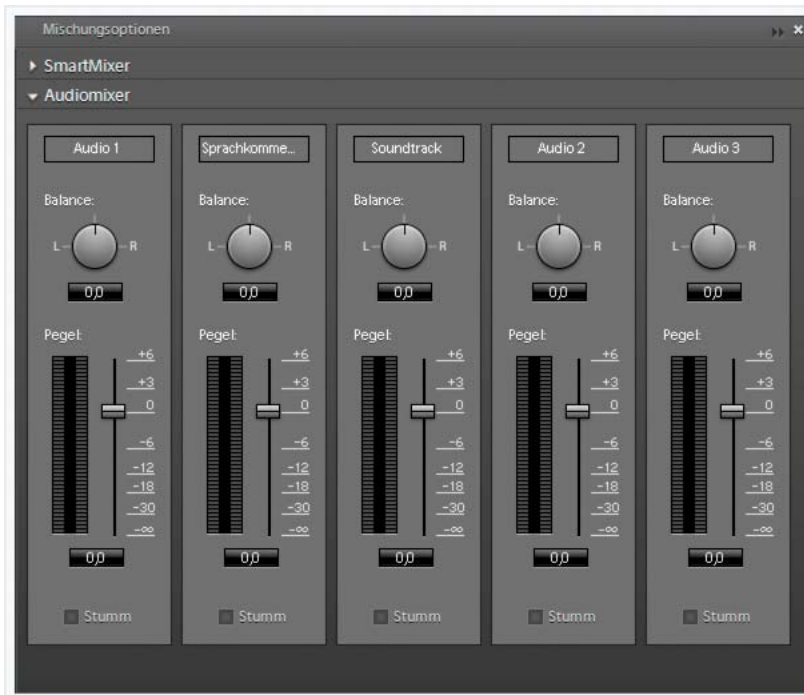 Mischungsoptionen
SmartMixer
Audiomixer
Audio 1
Balance:
L R
0,0
Pegel:
+6
+3
0
-6
-12
-18
-30
-∞
0,0
Stumm
Sprachkomme...
Balance:
L R
0,0
Pegel:
+6
+3
0
-6
-12
-18
-30
-∞
0,0
Stumm
Soundtrack
Balance:
L R
0,0
Pegel:
+6
+3
0
-6
-12
-18
-30
-∞
0,0
Stumm
Audio 2
Balance:
L R
0,0
Pegel:
+6
+3
0
-6
-12
-18
-30
-∞
0,0
Stumm
Audio 3
Balance:
L R
0,0
Pegel:
+6
+3
0
-6
-12
-18
-30
-∞
0,0
Stumm